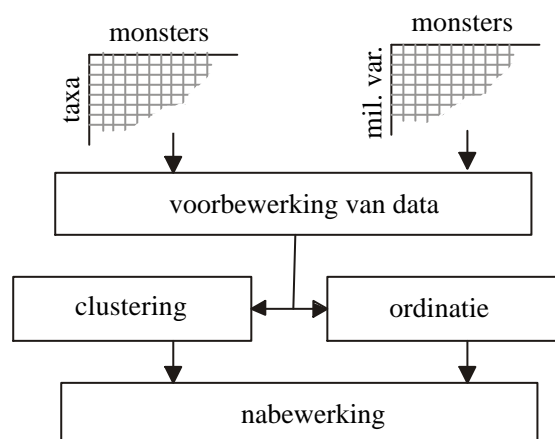 monsters
taxa
monsters
mil. var.
voorbewerking van data
clustering
ordinatie
nabewerking